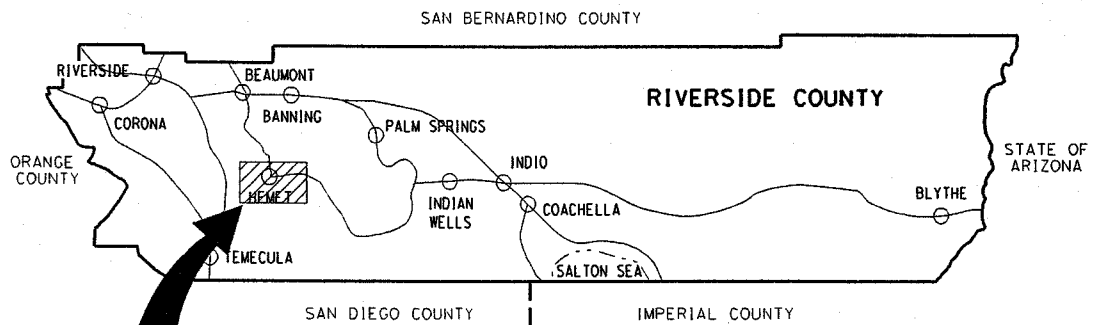 SAN BERNARDINO COUNTY
RIVERSIDE
BEAUMONT
RIVERSIDE COUNTY
BANNING
CORONA
PALM SPRINGS
ORANGE
COUNTY
STATE OF
ARIZONA
INDIO
HEMET
INDIAN
WELLS
COACHELLA
BLYTHE
TEMECULA
SALTON SEA
SAN DIEGO COUNTY
IMPERIAL COUNTY